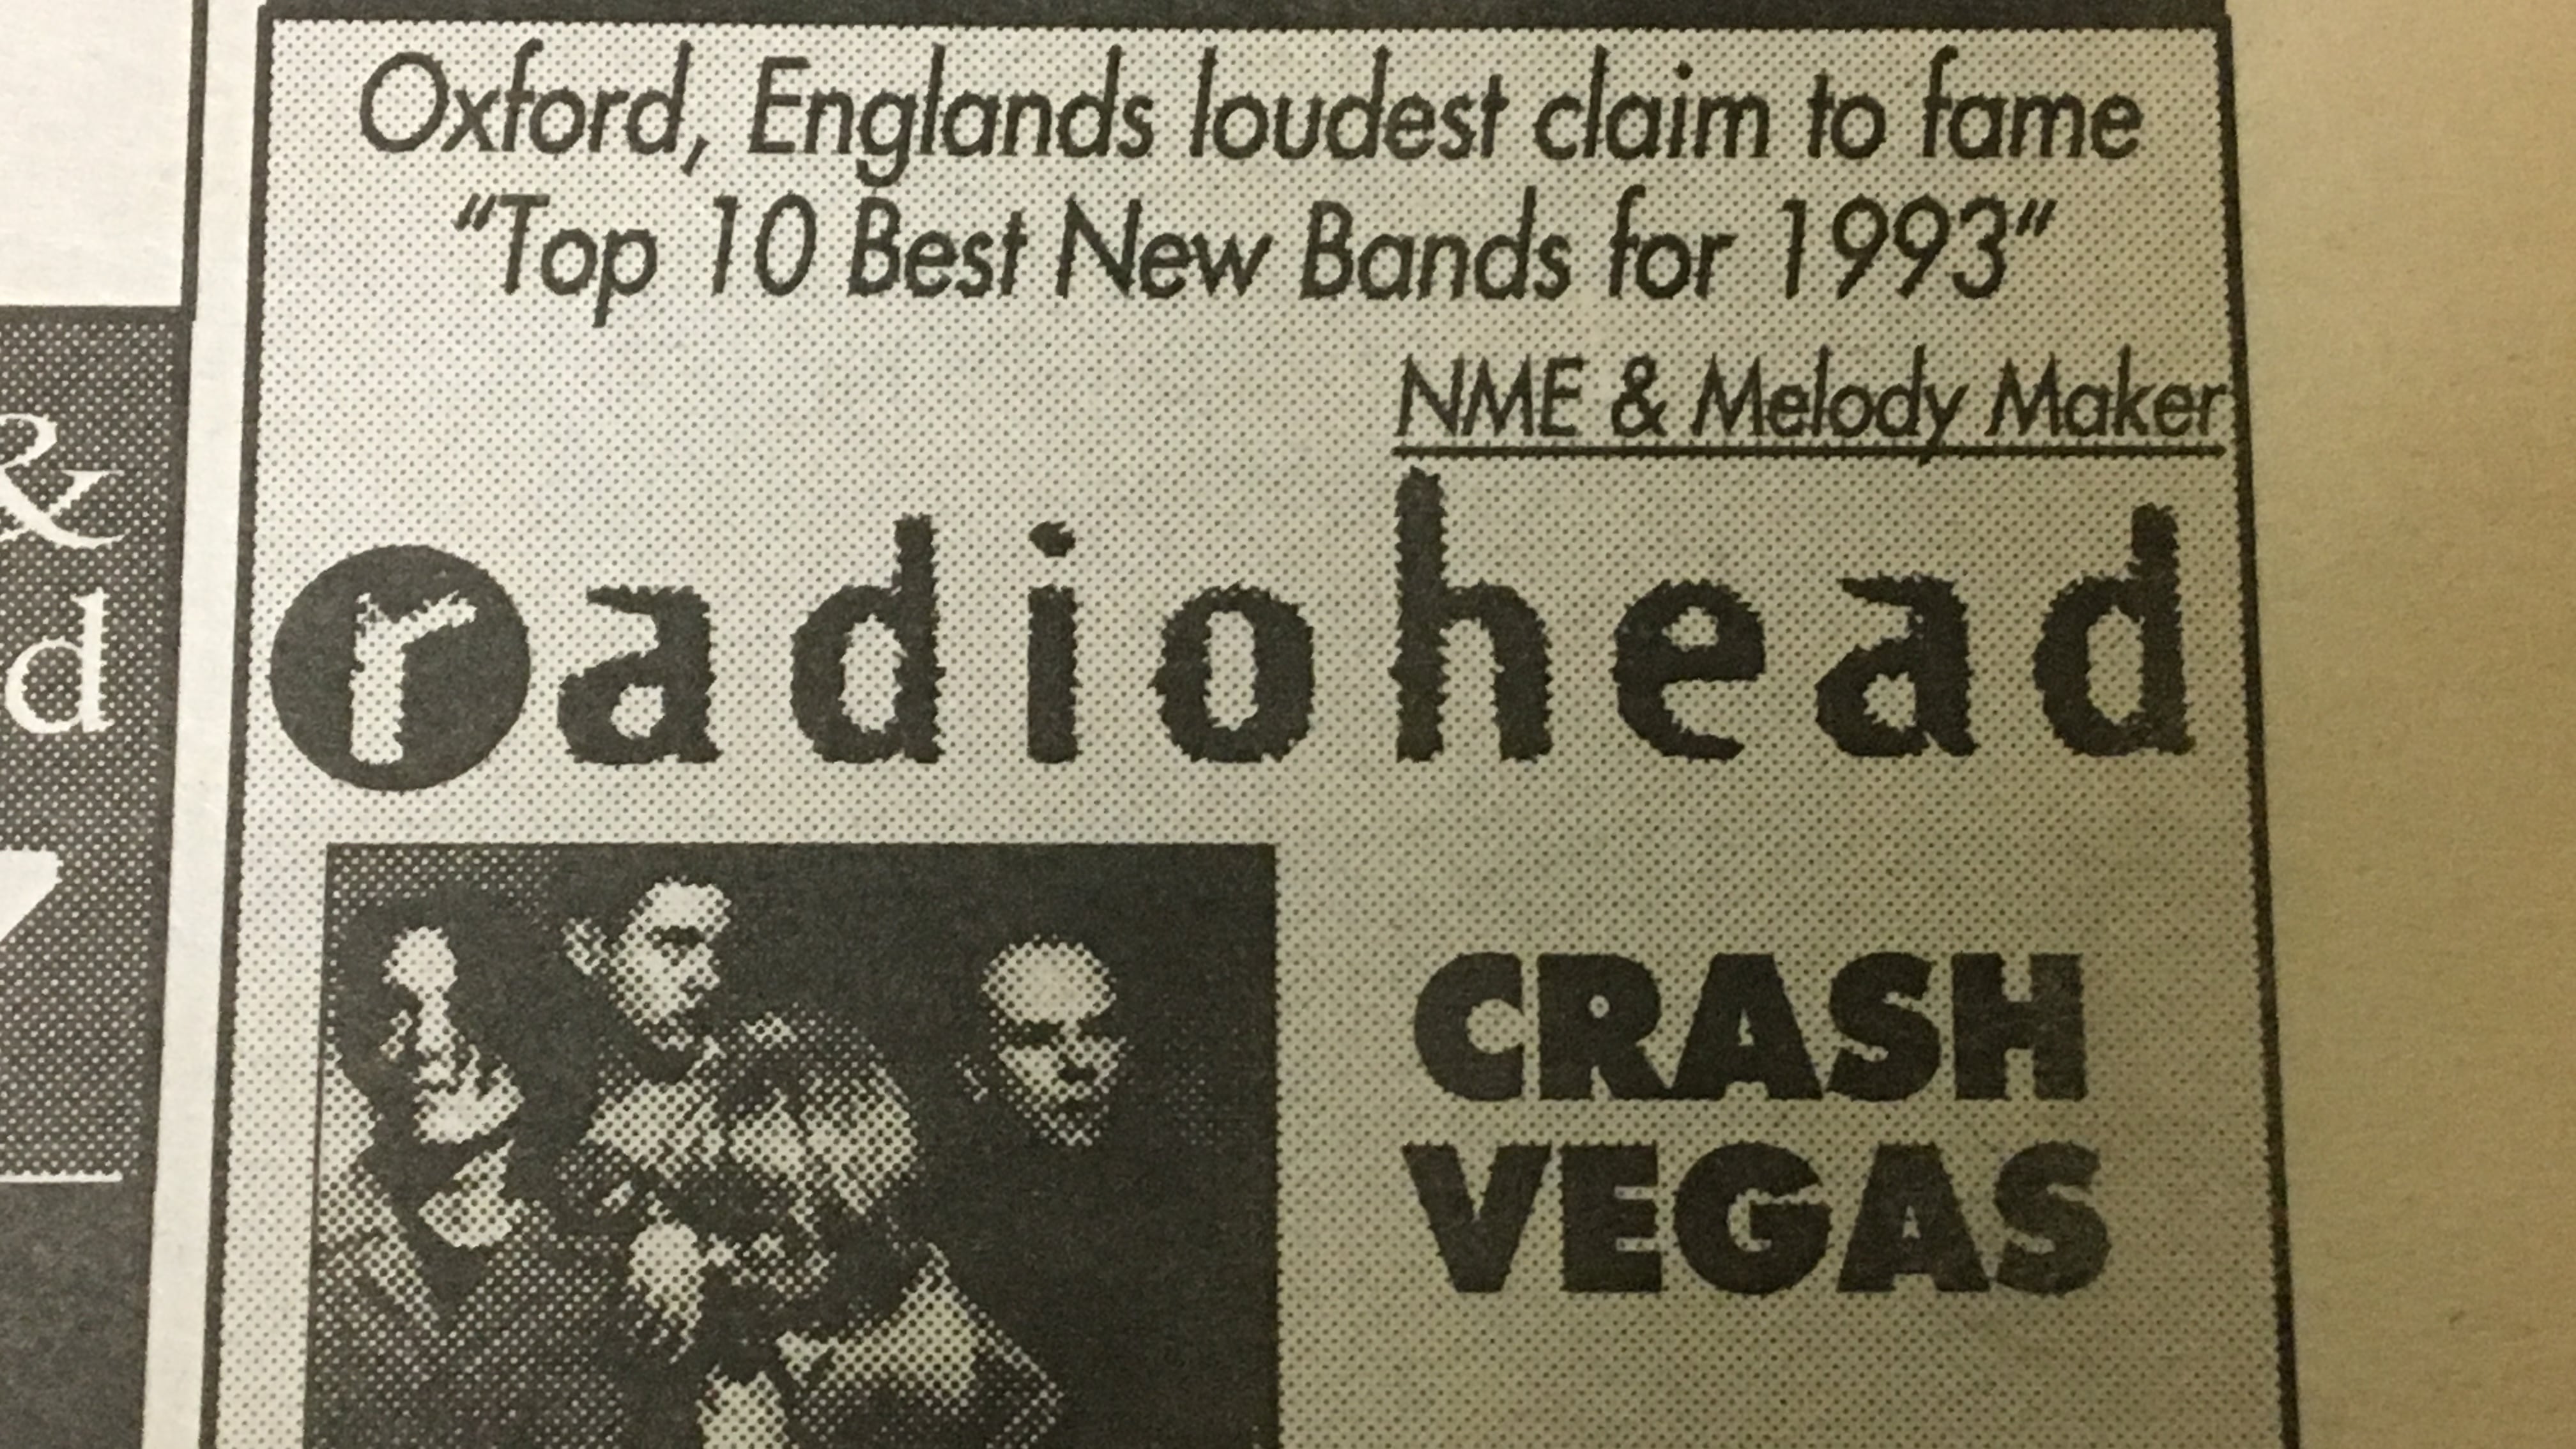 Oxford, Englands loudest claim to fame
"Top 10 Best New Bands for 1993"
NME & Melody Maker
radiohead
CRASH
VEGAS
&
d